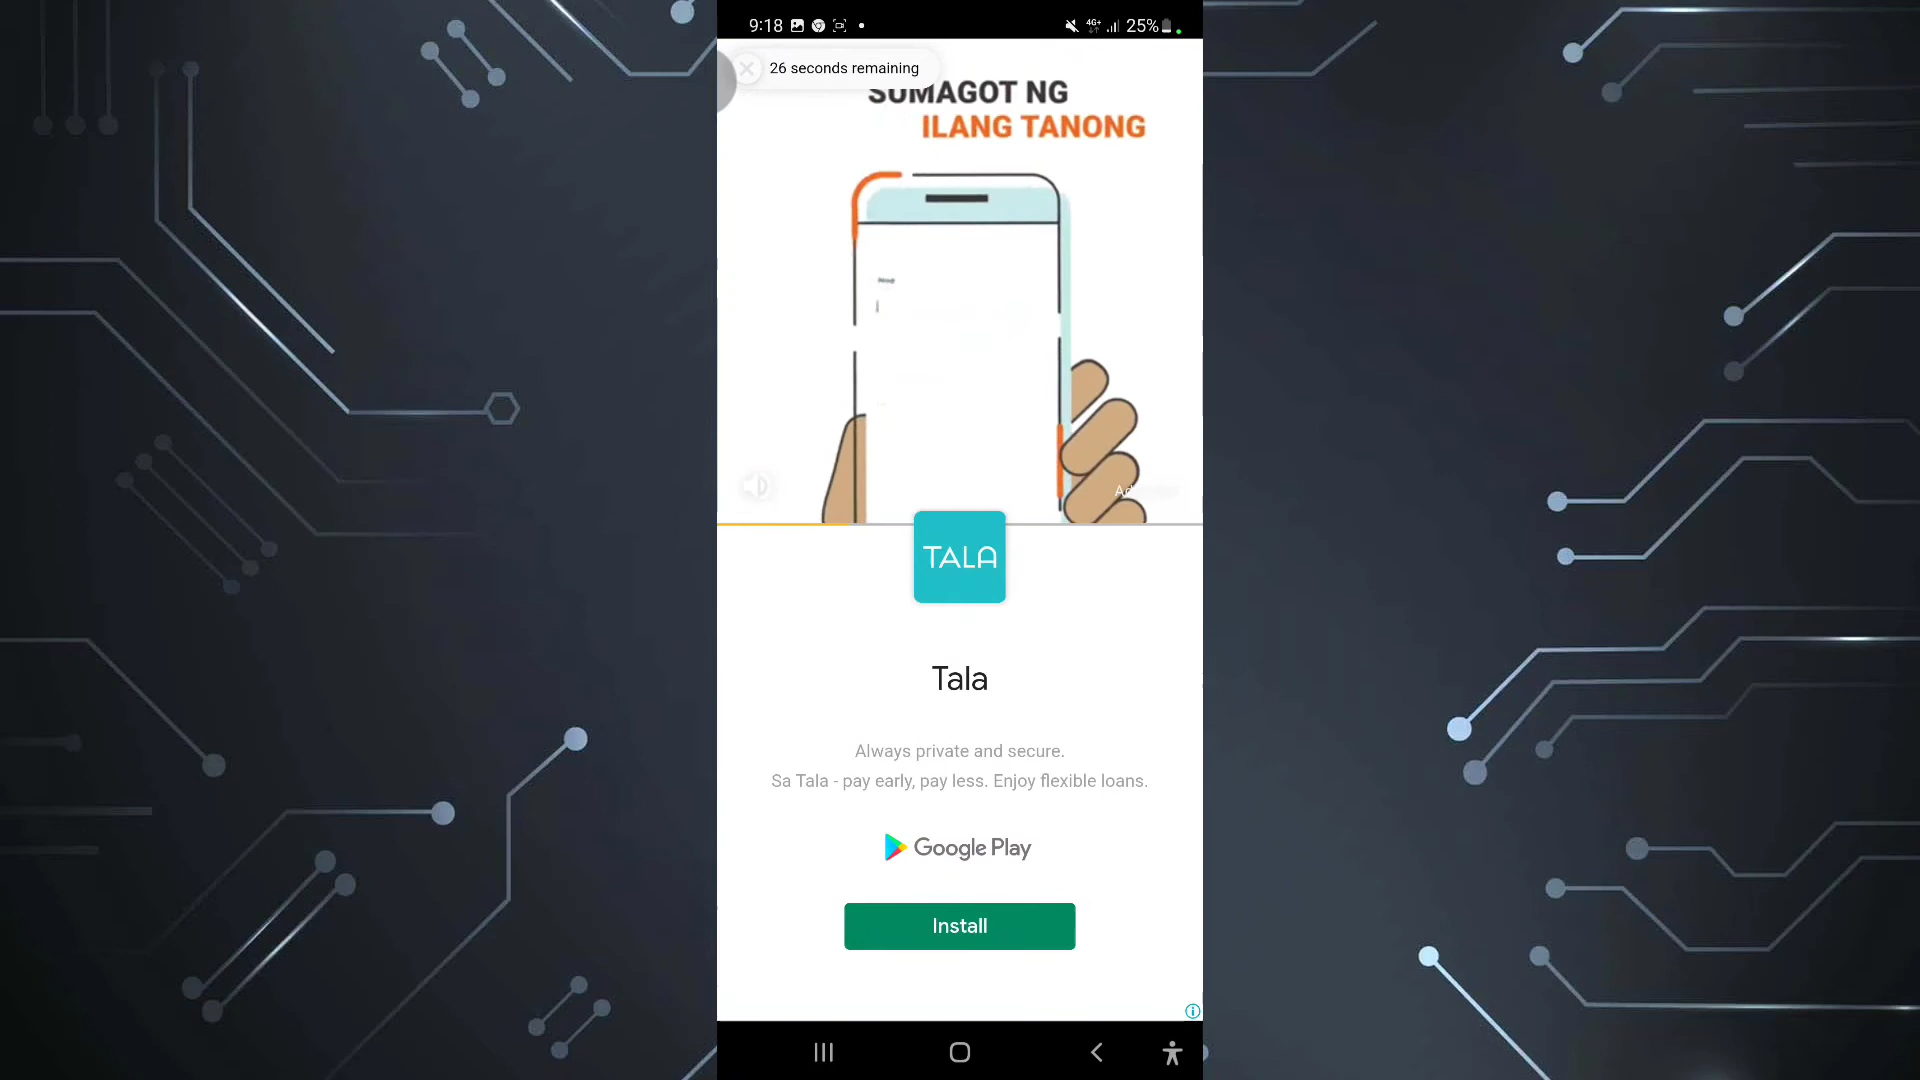 9:18
4G+
25%
26 seconds remaining
SUMAGOT NG
ILANG TANONG
TALA
Tala
Always private and secure.
Sa Tala - pay early, pay less. Enjoy flexible loans.
Google Play
Install